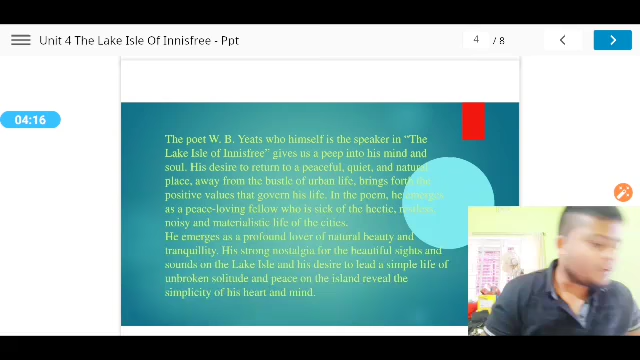 Unit 4 The Lake Isle Of Innisfree - Ppt
4 / 8
04:16
The poet W. B. Yeats who himself is the speaker in "The
Lake Isle of Innisfree" gives us a peep into his mind and
soul. His desire to return to a peaceful, quiet, and natural
place, away from the bustle of urban life, brings forth the
positive values that govern his life. In the poem, he emerges
as a peace-loving fellow who is sick of the hectic, restless,
noisy and materialistic life of the cities.
He emerges as a profound lover of natural beauty and
tranquillity. His strong nostalgia for the beautiful sights and
sounds on the Lake Isle and his desire to lead a simple life of
unbroken solitude and peace on the island reveal the
simplicity of his heart and mind.